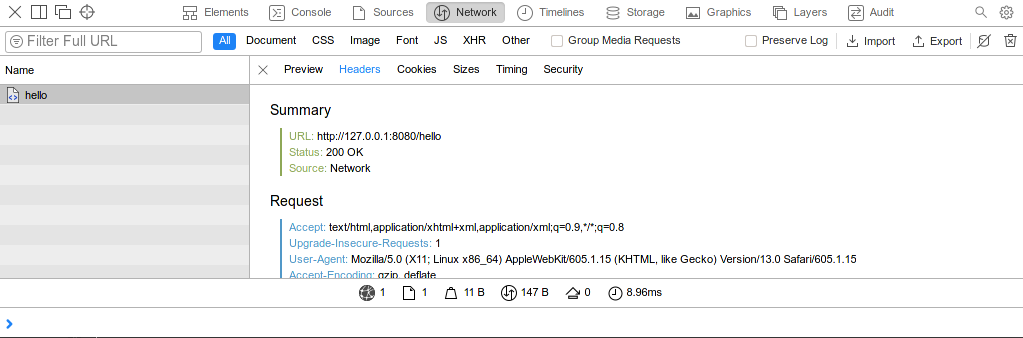 Elements Console Sources Network Timelines Storage Graphics Layers Audit
Filter Full URL All Document CSS Image Font JS XHR Other Group Media Requests Preserve Log Import Export
Name Preview Headers Cookies Sizes Timing Security
hello
Summary
URL: http://127.0.0.1:8080/hello
Status: 200 OK
Source: Network
Request
Accept: text/html,application/xhtml+xml,application/xml;q=0.9,*/*;q=0.8
Upgrade-Insecure-Requests: 1
User-Agent: Mozilla/5.0 (X11; Linux x86_64) AppleWebKit/605.1.15 (KHTML, like Gecko) Version/13.0 Safari/605.1.15
Accept-Encoding: gzip, deflate
1 1 11 B 147 B 0 8.96ms